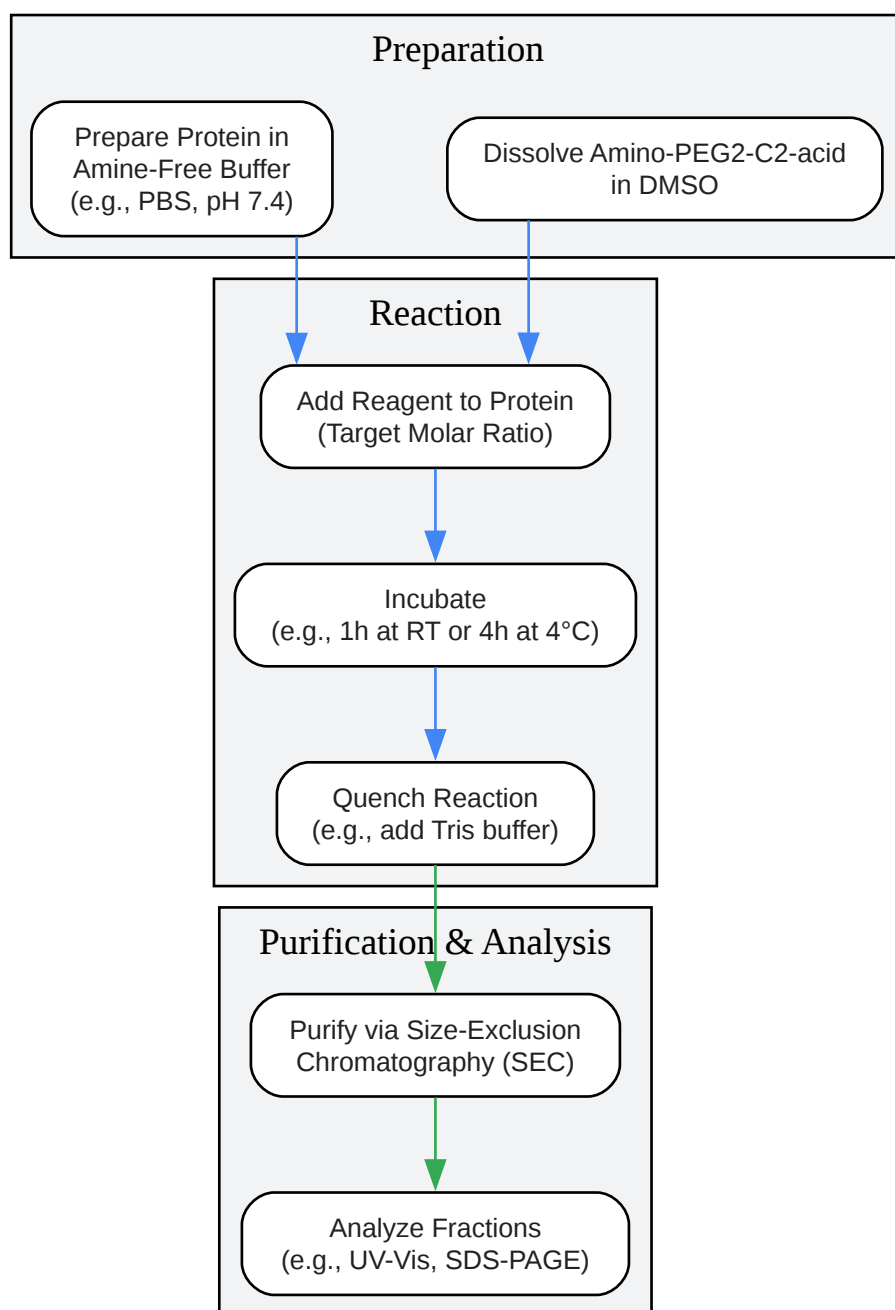 Preparation
Prepare Protein in
Amine-Free Buffer
(e.g., PBS, pH 7.4)
Dissolve Amino-PEG2-C2-acid
in DMSO
Reaction
Add Reagent to Protein
(Target Molar Ratio)
Incubate
(e.g., 1h at RT or 4h at 4°C)
Quench Reaction
(e.g., add Tris buffer)
Purification & Analysis
Purify via Size-Exclusion
Chromatography (SEC)
Analyze Fractions
(e.g., UV-Vis, SDS-PAGE)